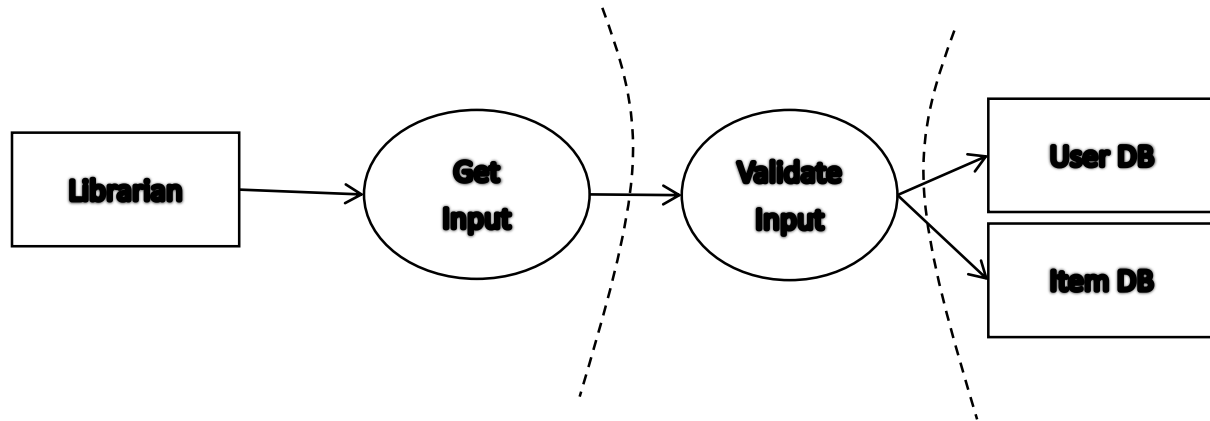 Librarian
Get
Input
Validate
Input
User DB
Item DB